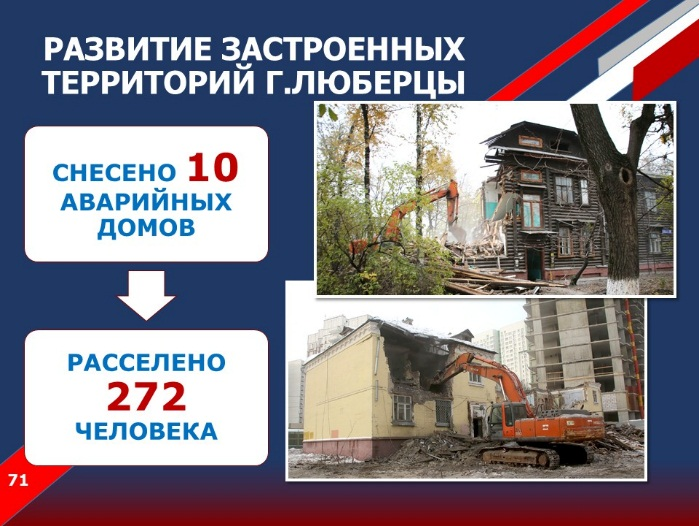 РАЗВИТИЕ ЗАСТРОЕННЫХ
ТЕРРИТОРИЙ Г.ЛЮБЕРЦЫ
СНЕСЕНО 10
АВАРИЙНЫХ
ДОМОВ
РАССЕЛЕНО
272
ЧЕЛОВЕКА
71